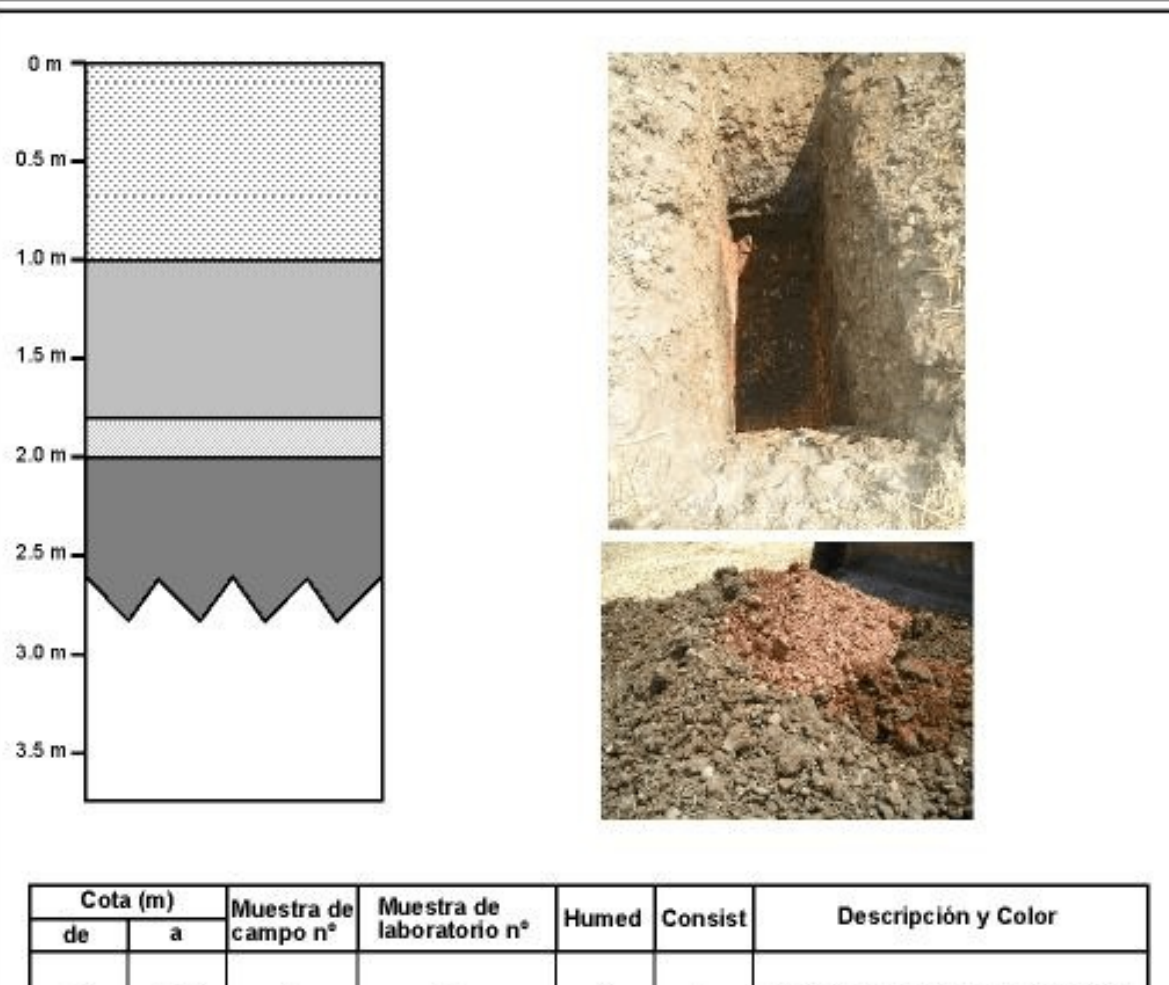 0 m
0.5 m
1.0 m
1.5 m
2.0 m
2.5 m
3.0 m
3.5 m
Cota (m)
de
a
Muestra de
campo nº
Muestra de
laboratorio nº
Humed
Consist
Descripción y Color